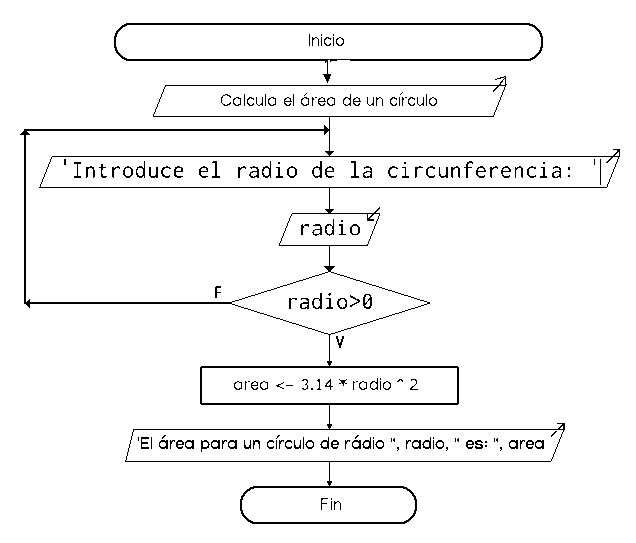 Inicio
Calcula el área de un círculo
'Introduce el radio de la circunferencia: '
radio
F
radio>0
V
area <- 3.14 * radio ^ 2
'El área para un círculo de rádio ", radio, " es: ", area
Fin